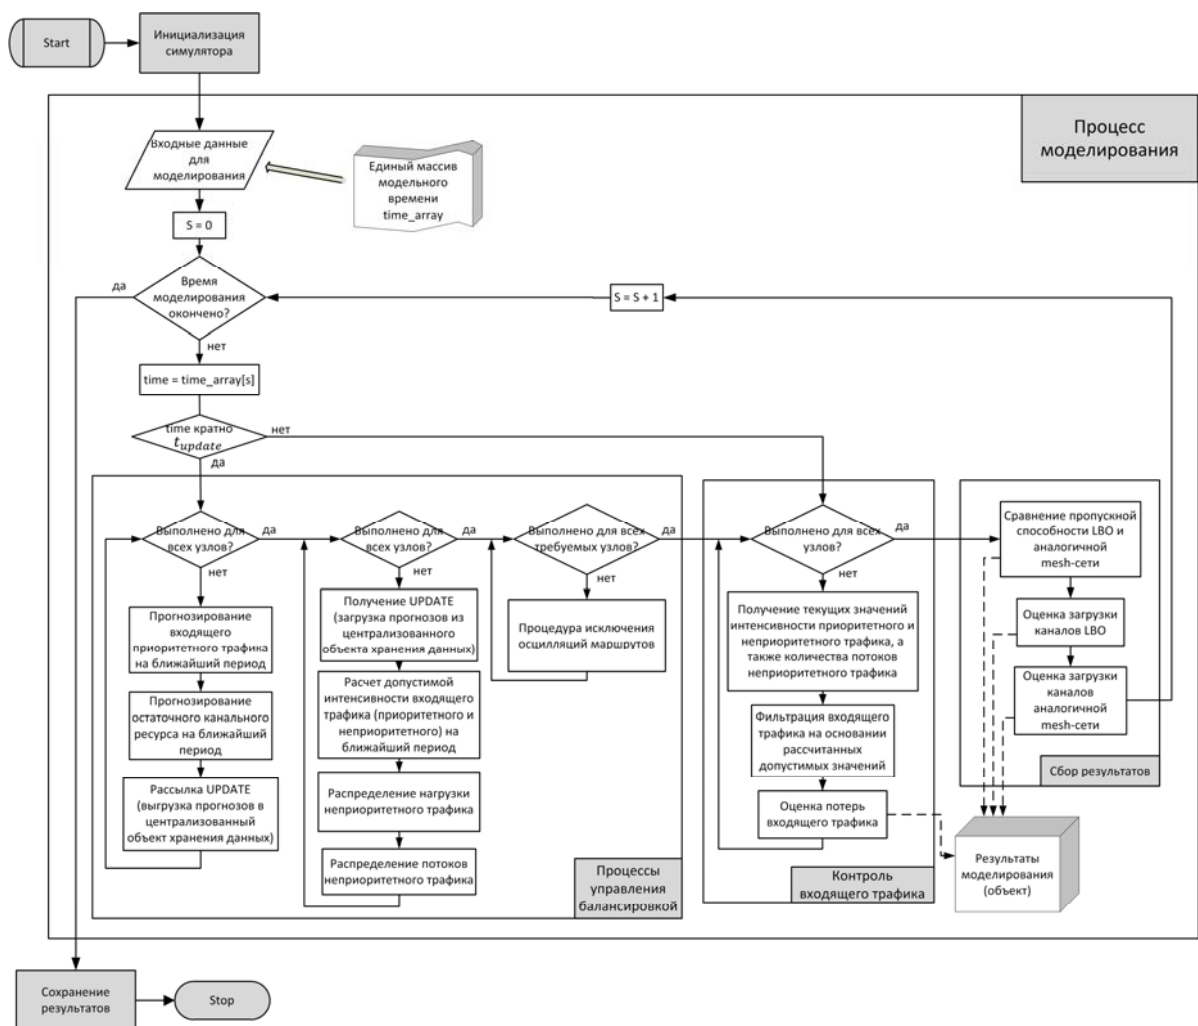 Start
Инициализация
симулятора
Процесс
моделирования
Входные данные
для
моделирования
Единый массив
модельного
времени
time_array
S = 0
Время
моделирования
окончено?
да
нет
S = S + 1
time = time_array[s]
time кратно
t_update
нет
да
Выполнено для
всех узлов?
да
нет
Прогнозирование
входящего
приоритетного трафика
на ближайший период
Прогнозирование
остаточного канального
ресурса на ближайший
период
Рассылка UPDATE
(выгрузка прогнозов в
централизованный
объект хранения данных)
Выполнено для
всех узлов?
да
нет
Получение UPDATE
(загрузка прогнозов из
централизованного
объекта хранения данных)
Расчет допустимой
интенсивности входящего
трафика (приоритетного и
неприоритетного) на
ближайший период
Распределение нагрузки
неприоритетного трафика
Распределение потоков
неприоритетного трафика
Выполнено для всех
требуемых узлов?
да
нет
Процедура исключения
осцилляций маршрутов
Процессы
управления
балансировкой
Выполнено для всех
узлов?
да
нет
Получение текущих значений
интенсивности приоритетного и
неприоритетного трафика, а
также количества потоков
неприоритетного трафика
Фильтрация входящего
трафика на основании
рассчитанных
допустимых значений
Оценка потерь
входящего трафика
Контроль
входящего трафика
Сравнение пропускной
способности LBO и
аналогичной
mesh-сети
Оценка загрузки
каналов LBO
Оценка загрузки
каналов
аналогичной
mesh-сети
Сбор результатов
Результаты
моделирования
(объект)
Сохранение
результатов
Stop